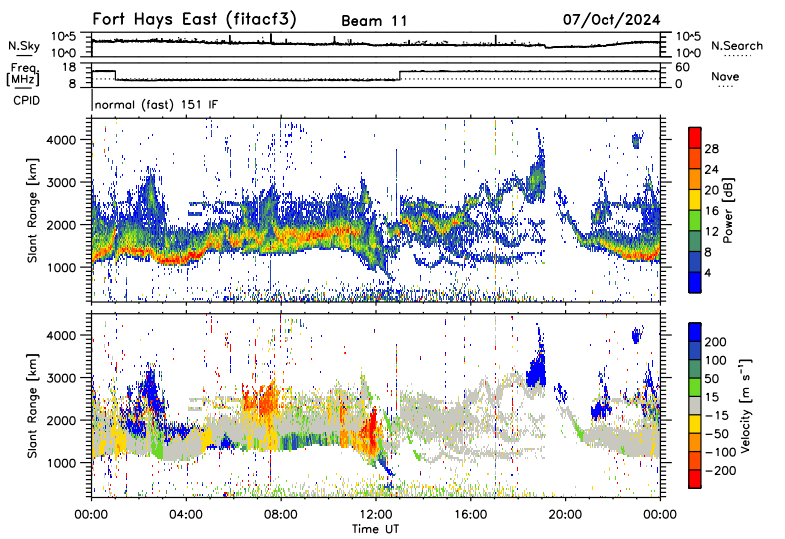 Fort Hays East (fitacf3) Beam 11 07/Oct/2024
N.Sky 10^5 10^0 10^5 10^0 N.Search
Freq. [MHz] 18 8 60 0 Nave
CPID normal (fast) 151 IF
Slant Range [km] 4000 3000 2000 1000
Power [dB] 28 24 20 16 12 8 4
Slant Range [km] 4000 3000 2000 1000
Velocity [m s⁻¹] 200 100 50 15 −15 −50 −100 −200
00:00 04:00 08:00 12:00 16:00 20:00 00:00
Time UT